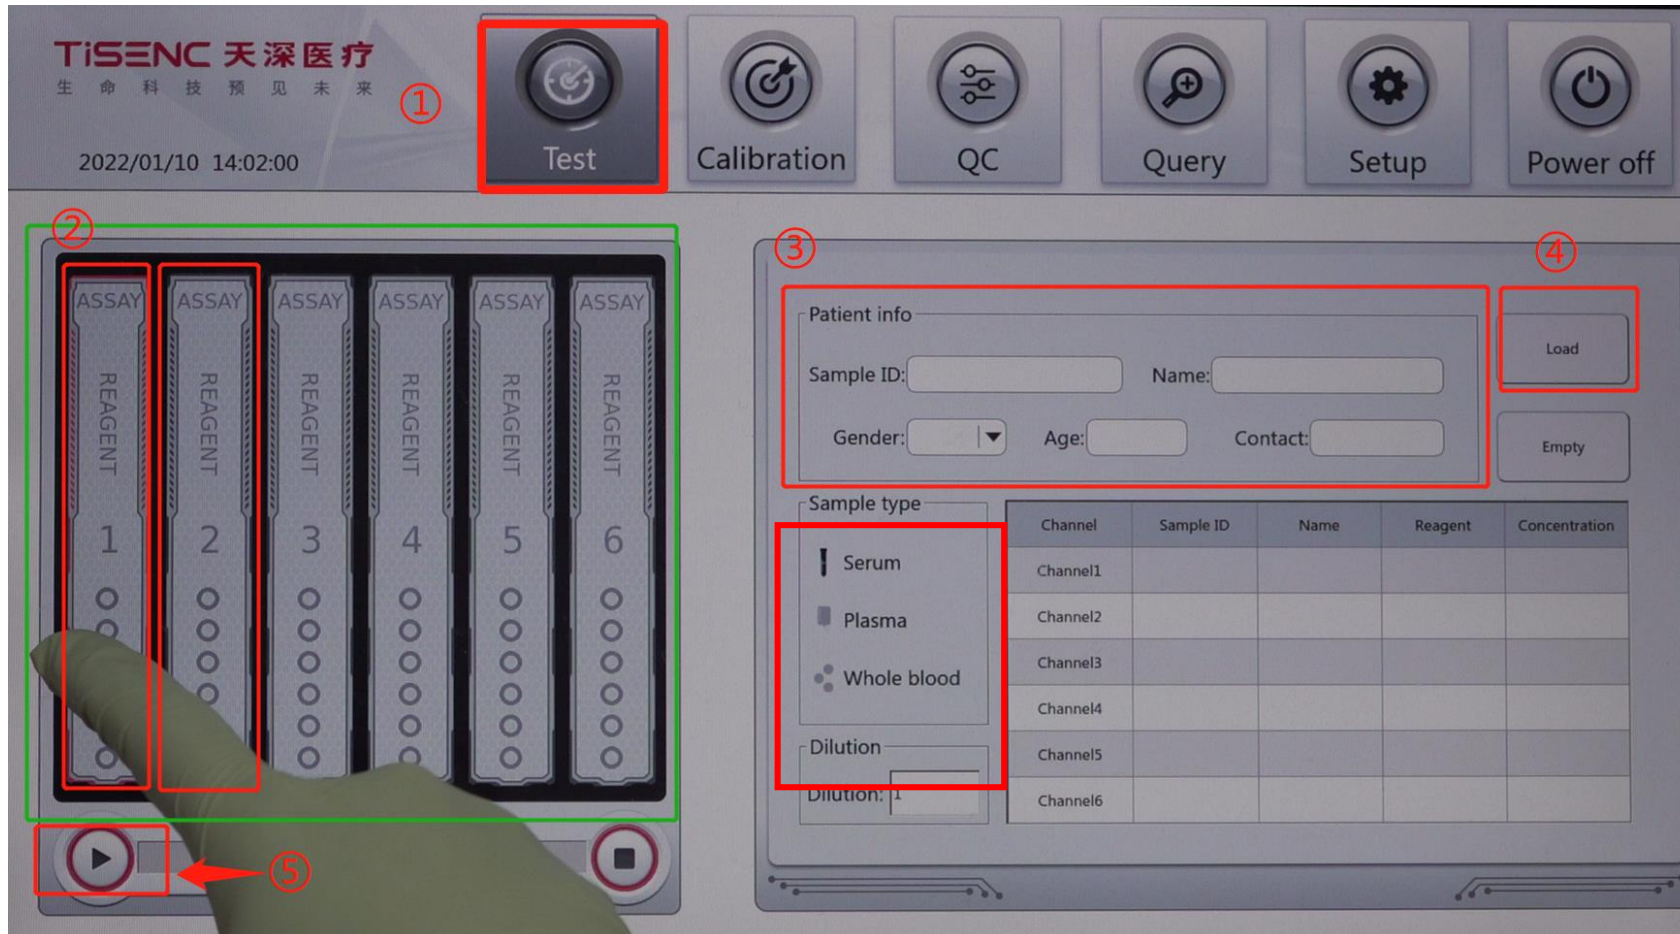 TiSENC 天深医疗
生命科技预见未来
2022/01/10 14:02:00
①
Test
Calibration
QC
Query
Setup
Power off
②
ASSAY REAGENT 1
ASSAY REAGENT 2
ASSAY REAGENT 3
ASSAY REAGENT 4
ASSAY REAGENT 5
ASSAY REAGENT 6
⑤
③
④
Patient info
Sample ID: Name:
Gender: Age: Contact:
Load
Empty
Sample type
Serum
Plasma
Whole blood
Dilution
Dilution: 1
Channel Sample ID Name Reagent Concentration
Channel1
Channel2
Channel3
Channel4
Channel5
Channel6